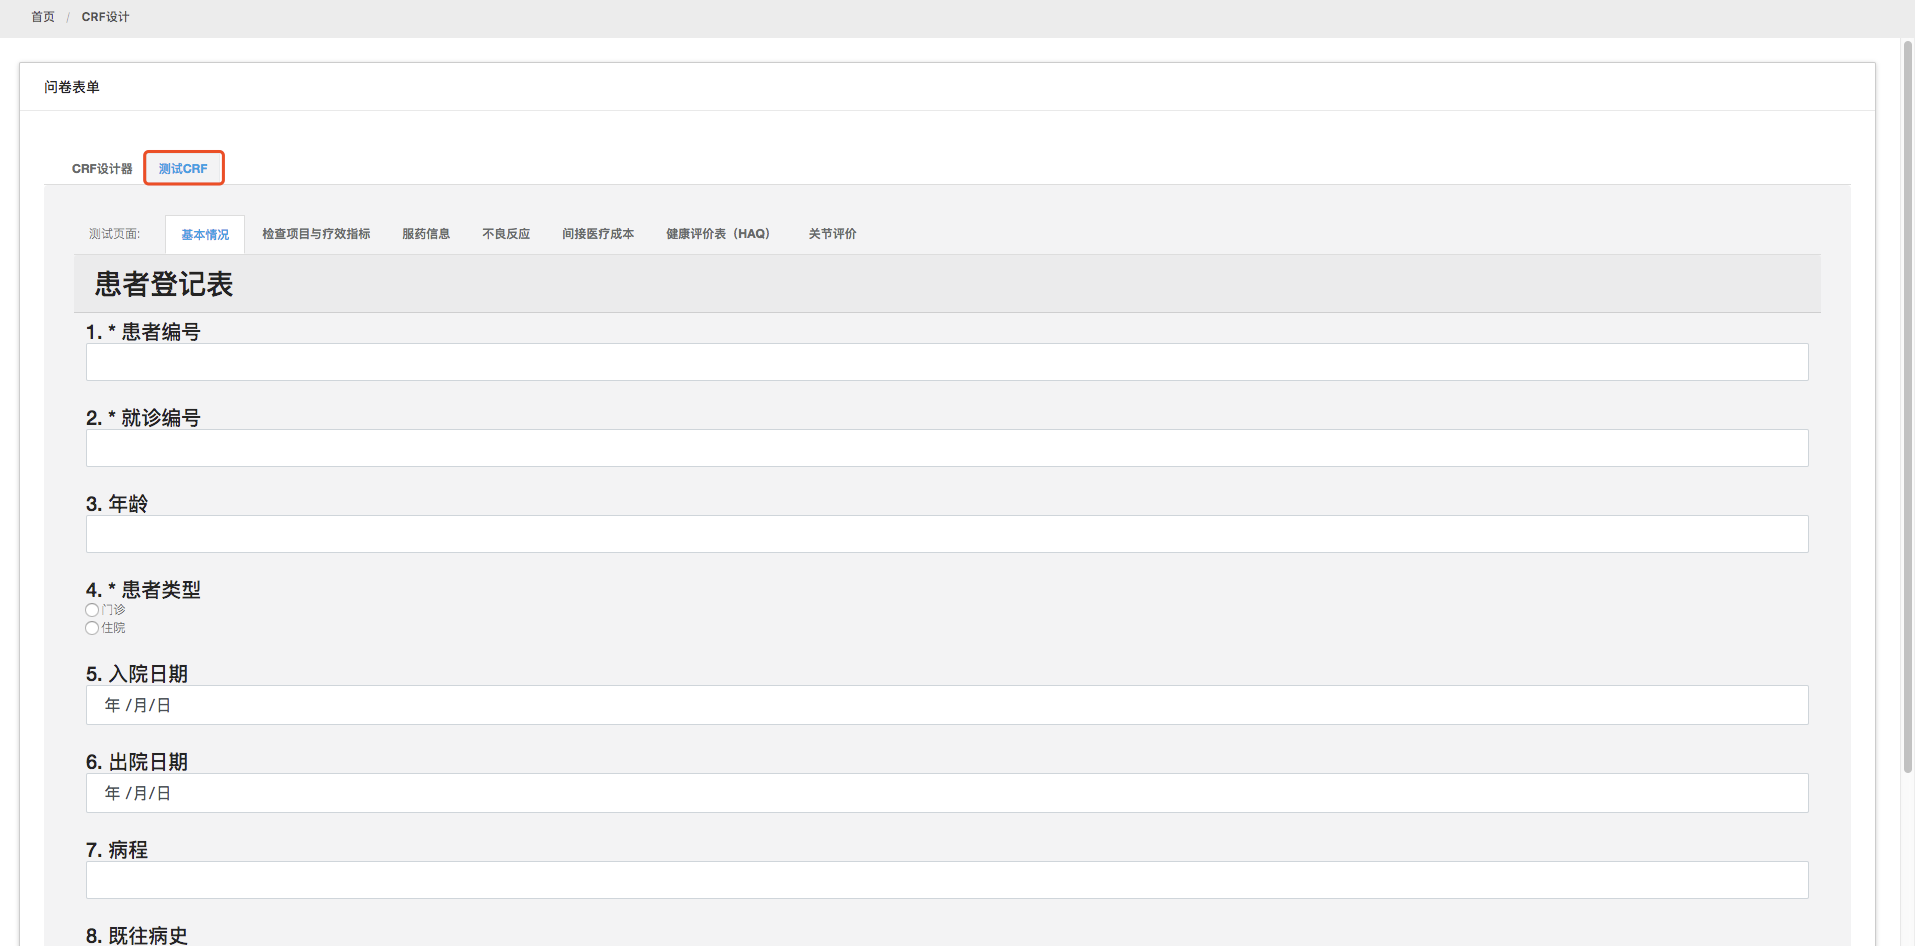 首页 / CRF设计
问卷表单
CRF设计器 测试CRF
测试页面: 基本情况 检查项目与疗效指标 服药信息 不良反应 间接医疗成本 健康评价表（HAQ） 关节评价
患者登记表
1. * 患者编号
2. * 就诊编号
3. 年龄
4. * 患者类型
门诊
住院
5. 入院日期
年 /月/日
6. 出院日期
年 /月/日
7. 病程
8. 既往病史